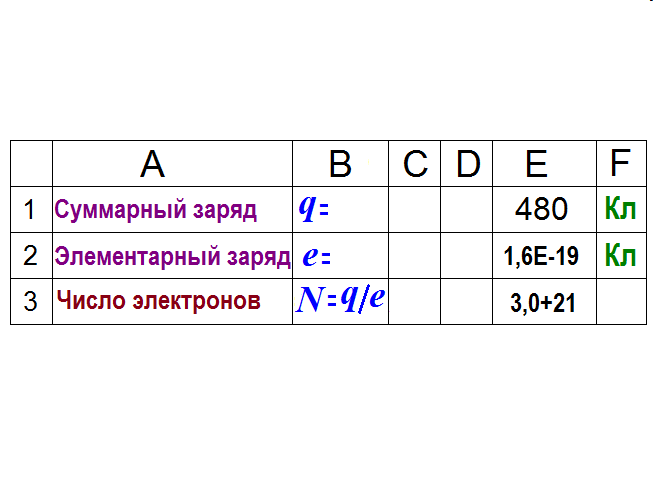 A B C D E F
1 Суммарный заряд q= 480 Кл
2 Элементарный заряд e= 1,6E-19 Кл
3 Число электронов N=q/e 3,0+21